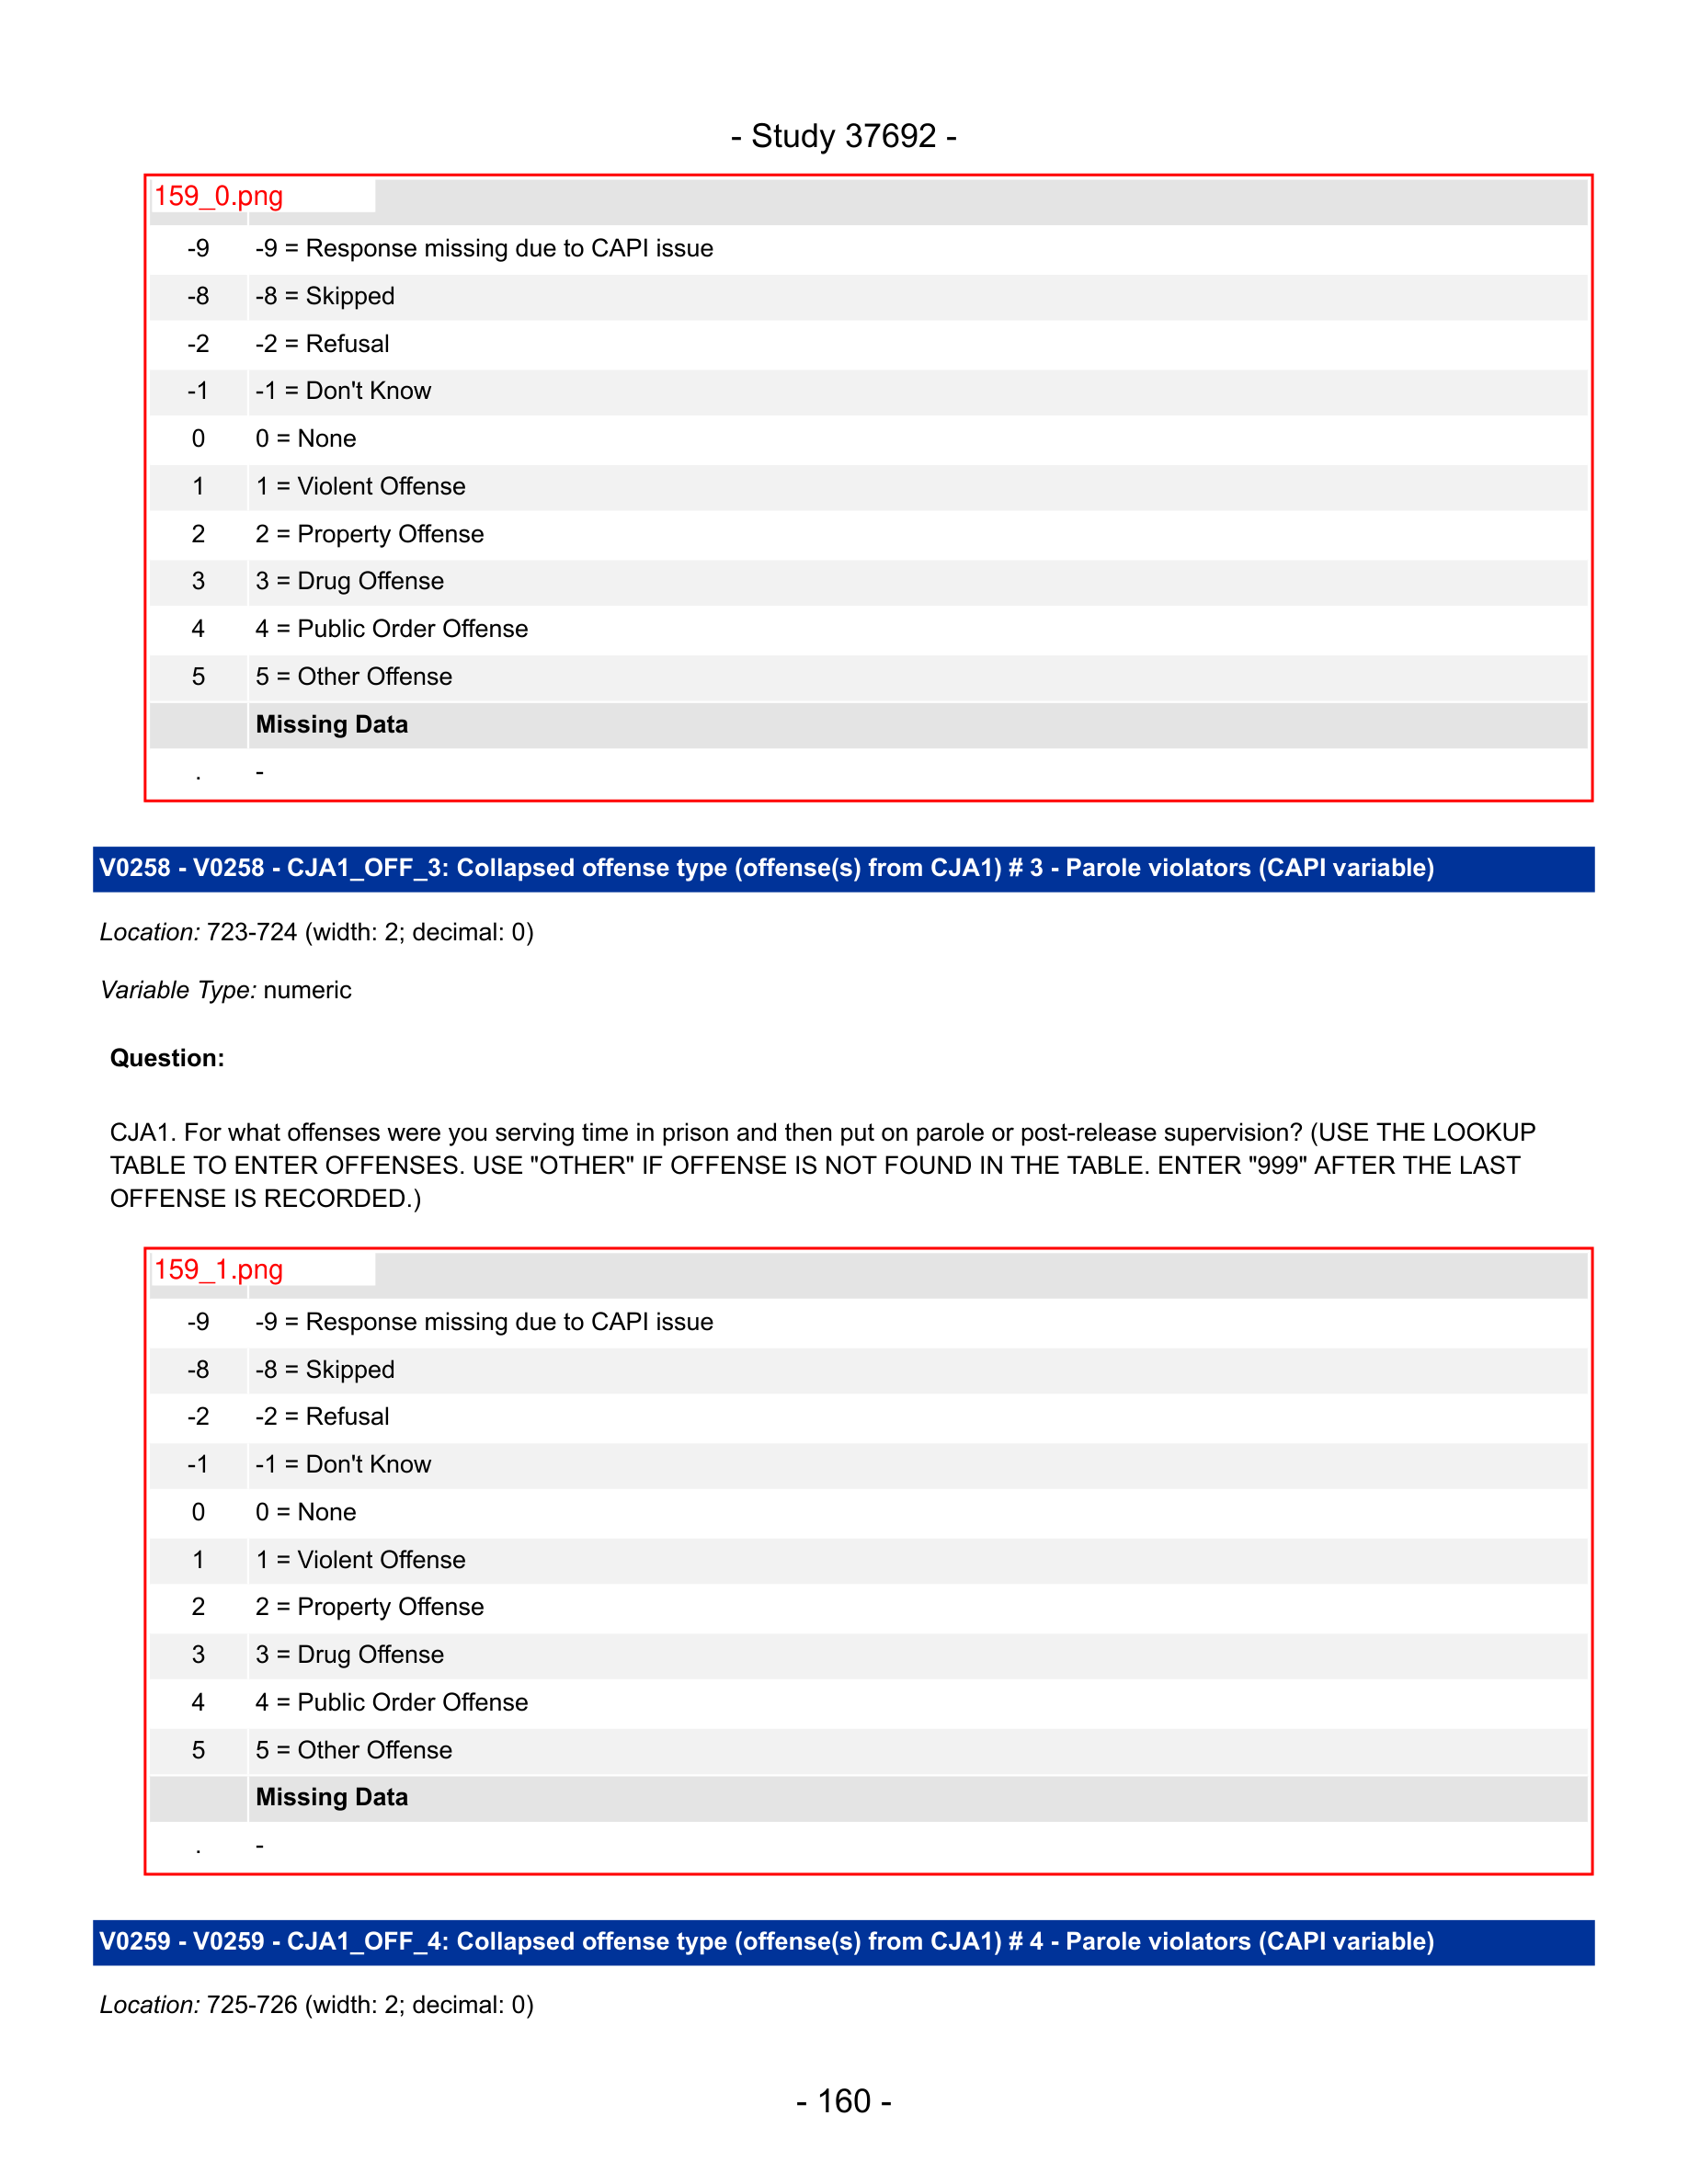 - Study 37692 -
159_0.png
-9 -9 = Response missing due to CAPI issue
-8 -8 = Skipped
-2 -2 = Refusal
-1 -1 = Don't Know
0 0 = None
1 1 = Violent Offense
2 2 = Property Offense
3 3 = Drug Offense
4 4 = Public Order Offense
5 5 = Other Offense
Missing Data
. -
V0258 - V0258 - CJA1_OFF_3: Collapsed offense type (offense(s) from CJA1) # 3 - Parole violators (CAPI variable)
Location: 723-724 (width: 2; decimal: 0)
Variable Type: numeric
Question:
CJA1. For what offenses were you serving time in prison and then put on parole or post-release supervision? (USE THE LOOKUP
TABLE TO ENTER OFFENSES. USE "OTHER" IF OFFENSE IS NOT FOUND IN THE TABLE. ENTER "999" AFTER THE LAST
OFFENSE IS RECORDED.)
159_1.png
-9 -9 = Response missing due to CAPI issue
-8 -8 = Skipped
-2 -2 = Refusal
-1 -1 = Don't Know
0 0 = None
1 1 = Violent Offense
2 2 = Property Offense
3 3 = Drug Offense
4 4 = Public Order Offense
5 5 = Other Offense
Missing Data
. -
V0259 - V0259 - CJA1_OFF_4: Collapsed offense type (offense(s) from CJA1) # 4 - Parole violators (CAPI variable)
Location: 725-726 (width: 2; decimal: 0)
- 160 -